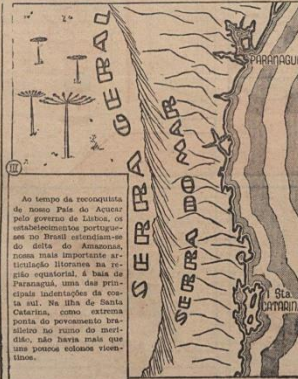 SERRA GERAL
SERRA DO MAR
PARANAGU
I Sta.
CATARIN
III
Ao tempo da reconquista
de nosso País do Açucar
pelo governo de Lisboa, os
estabelecimentos portugue-
ses no Brasil estendiam-se
do delta do Amazonas,
nossa mais importante ar-
ticulação litoranea na re-
gião equatorial, á baía de
Paranaguá, uma das prin-
cipais indentações da cos-
ta sul. Na ilha de Santa
Catarina, como extrema
ponta do povoamento bra-
sileiro no rumo do meri-
dião, não havia mais que
uns poucos colonos vicen-
tinos.